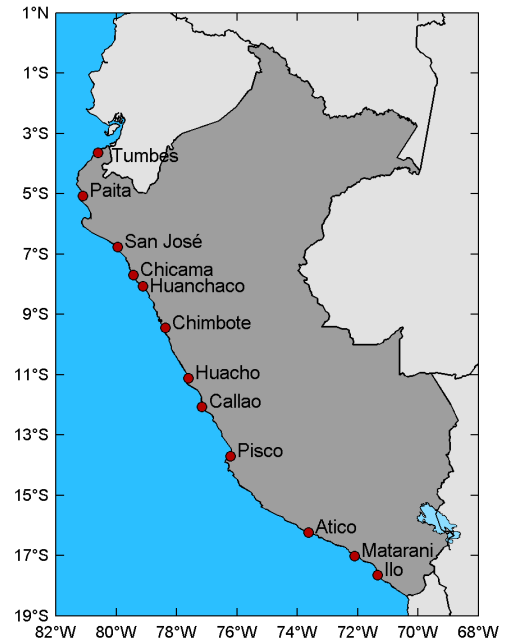 1°N
1°S
3°S
Tumbes
5°S
Paita
San José
7°S
Chicama
Huanchaco
9°S
Chimbote
11°S
Huacho
Callao
13°S
Pisco
15°S
Atico
17°S
Matarani
Ilo
19°S
82°W 80°W 78°W 76°W 74°W 72°W 70°W 68°W